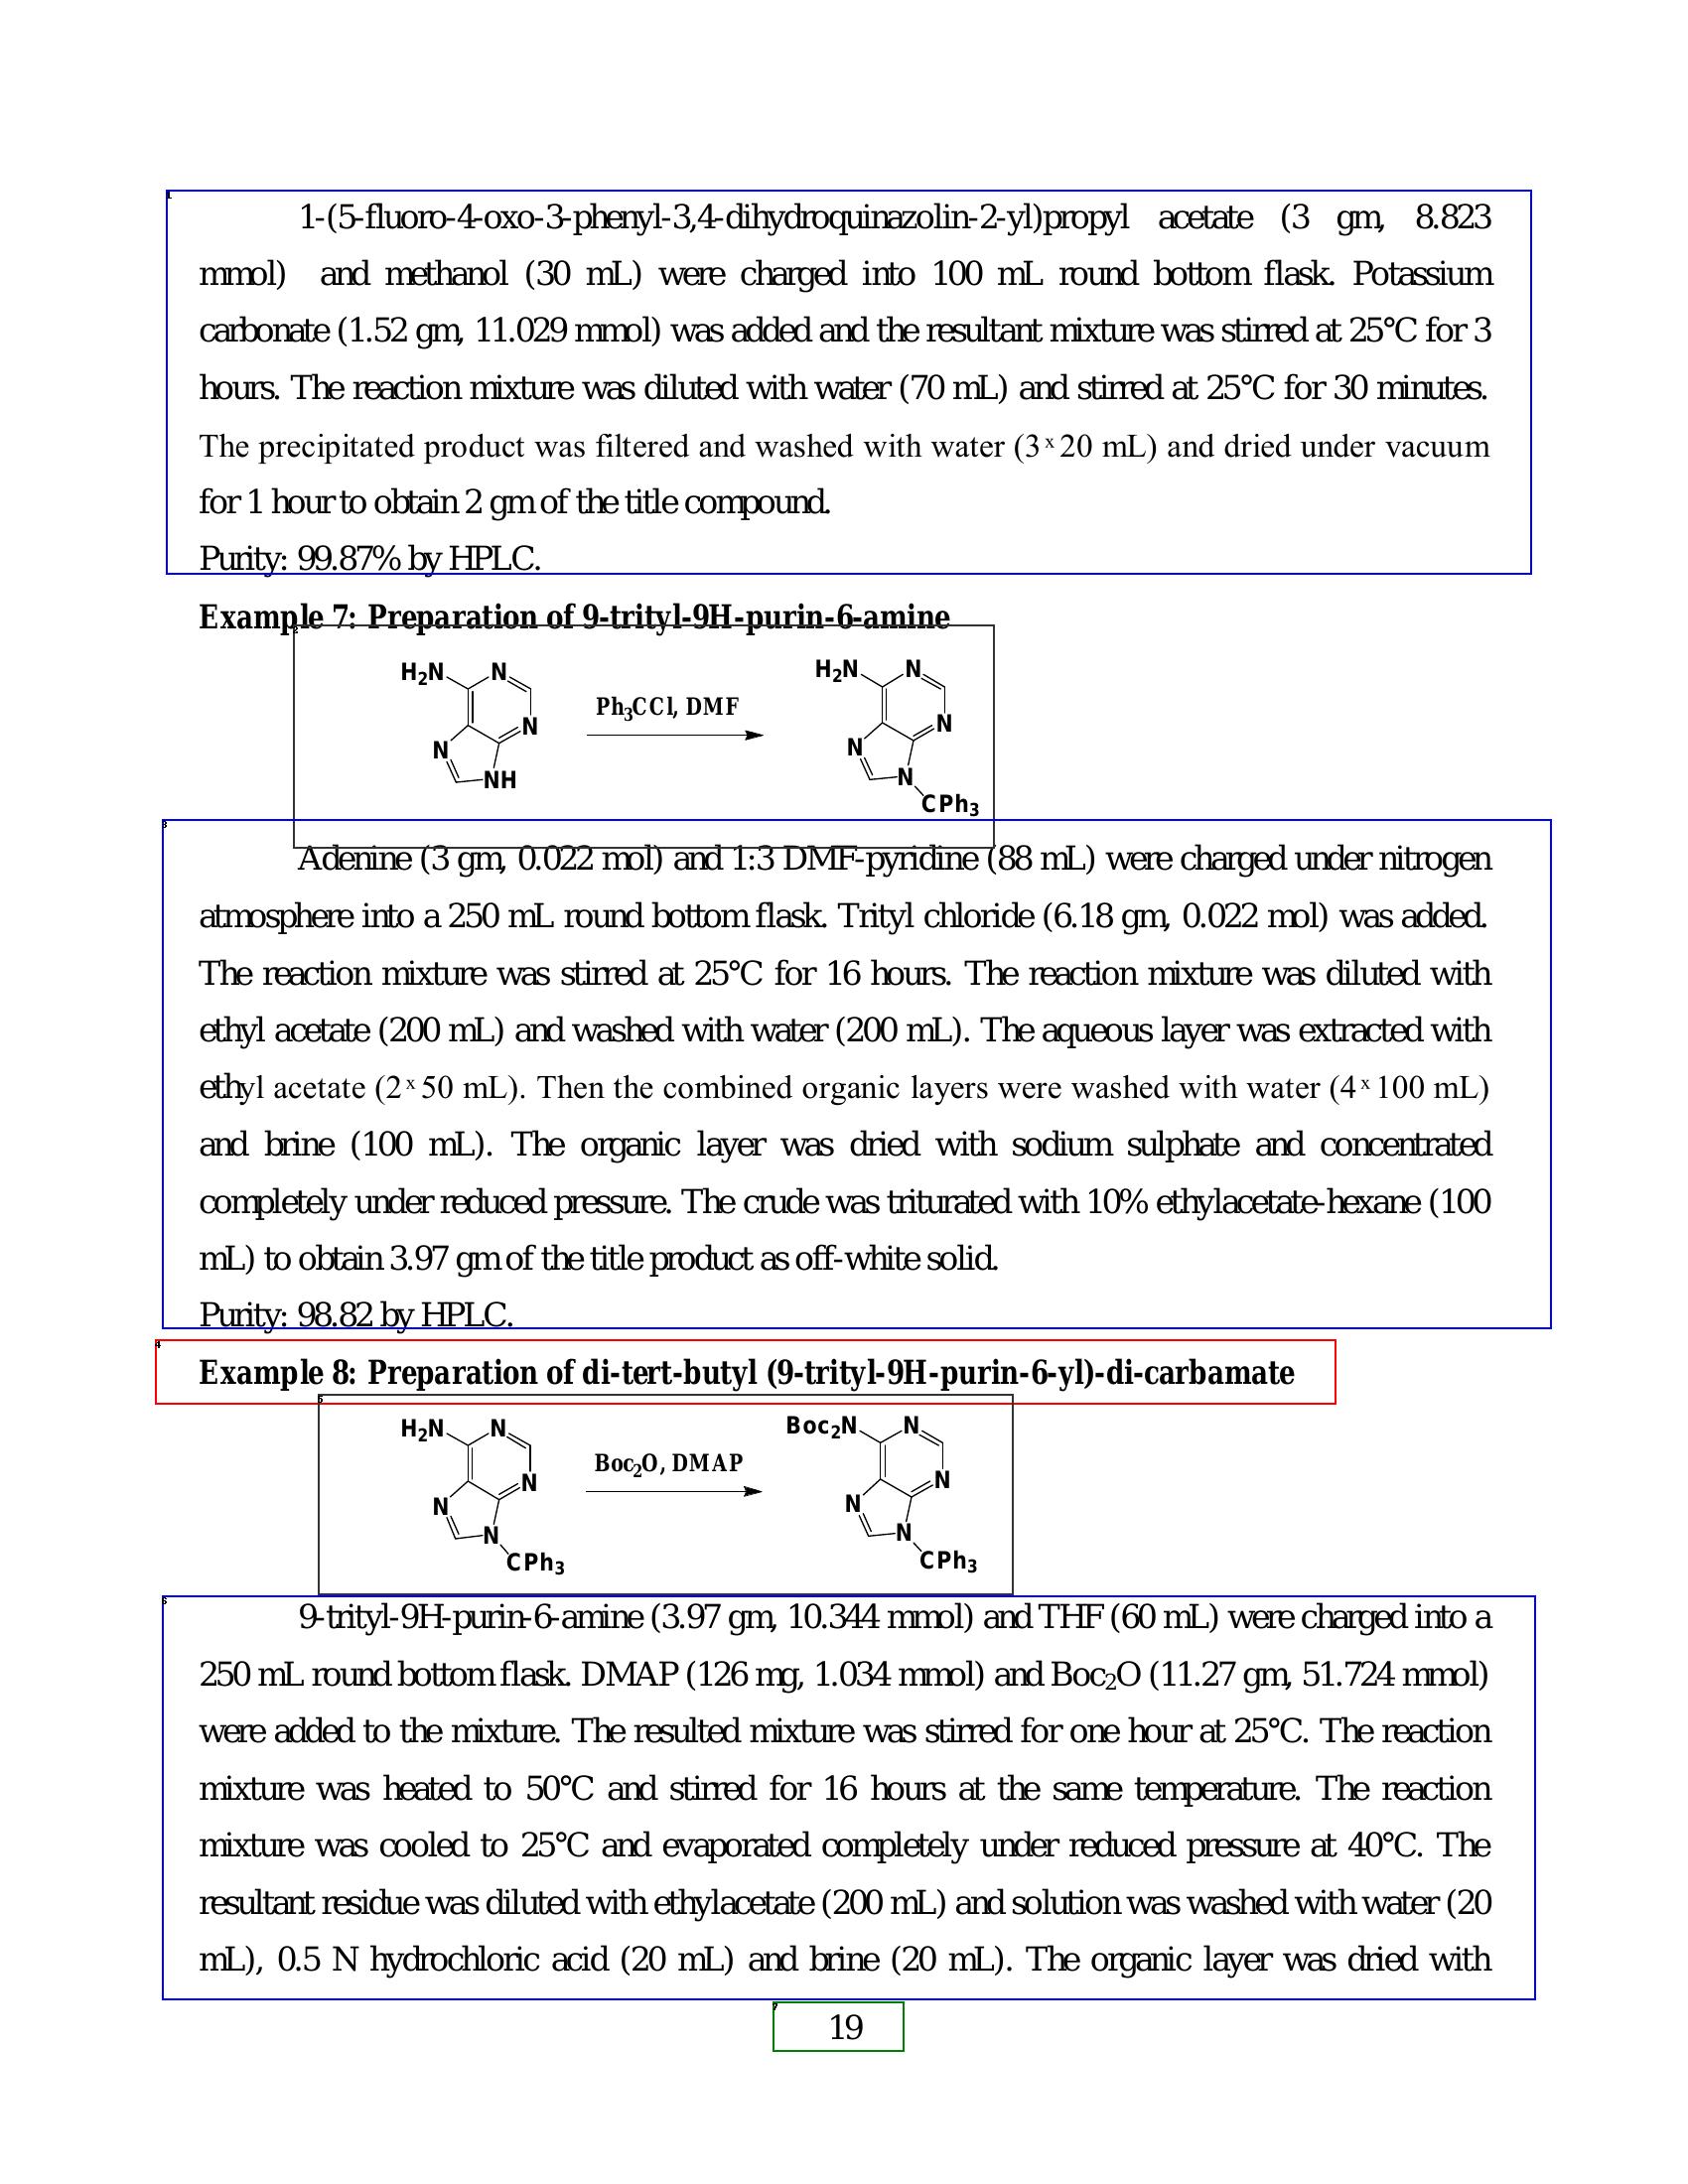 1-(5-fluoro-4-oxo-3-phenyl-3,4-dihydroquinazolin-2-yl)propyl acetate (3 gm, 8.823
mmol) and methanol (30 mL) were charged into 100 mL round bottom flask. Potassium
carbonate (1.52 gm, 11.029 mmol) was added and the resultant mixture was stirred at 25°C for 3
hours. The reaction mixture was diluted with water (70 mL) and stirred at 25°C for 30 minutes.
The precipitated product was filtered and washed with water (3 x 20 mL) and dried under vacuum
for 1 hour to obtain 2 gm of the title compound.
Purity: 99.87% by HPLC.
Example 7: Preparation of 9-trityl-9H-purin-6-amine
H2N N N N NH
Ph3CCl, DMF
H2N N N N N CPh3
Adenine (3 gm, 0.022 mol) and 1:3 DMF-pyridine (88 mL) were charged under nitrogen
atmosphere into a 250 mL round bottom flask. Trityl chloride (6.18 gm, 0.022 mol) was added.
The reaction mixture was stirred at 25°C for 16 hours. The reaction mixture was diluted with
ethyl acetate (200 mL) and washed with water (200 mL). The aqueous layer was extracted with
ethyl acetate (2 x 50 mL). Then the combined organic layers were washed with water (4 x 100 mL)
and brine (100 mL). The organic layer was dried with sodium sulphate and concentrated
completely under reduced pressure. The crude was triturated with 10% ethylacetate-hexane (100
mL) to obtain 3.97 gm of the title product as off-white solid.
Purity: 98.82 by HPLC.
Example 8: Preparation of di-tert-butyl (9-trityl-9H-purin-6-yl)-di-carbamate
H2N N N N N CPh3
Boc2O, DMAP
Boc2N N N N N CPh3
9-trityl-9H-purin-6-amine (3.97 gm, 10.344 mmol) and THF (60 mL) were charged into a
250 mL round bottom flask. DMAP (126 mg, 1.034 mmol) and Boc2O (11.27 gm, 51.724 mmol)
were added to the mixture. The resulted mixture was stirred for one hour at 25°C. The reaction
mixture was heated to 50°C and stirred for 16 hours at the same temperature. The reaction
mixture was cooled to 25°C and evaporated completely under reduced pressure at 40°C. The
resultant residue was diluted with ethylacetate (200 mL) and solution was washed with water (20
mL), 0.5 N hydrochloric acid (20 mL) and brine (20 mL). The organic layer was dried with
19